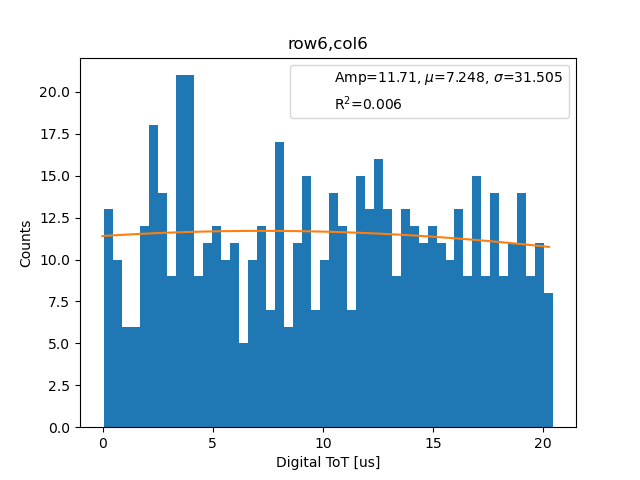 row6,col6
Amp=11.71, μ=7.248, σ=31.505
R²=0.006
Counts
20.0
17.5
15.0
12.5
10.0
7.5
5.0
2.5
0.0
0 5 10 15 20
Digital ToT [us]